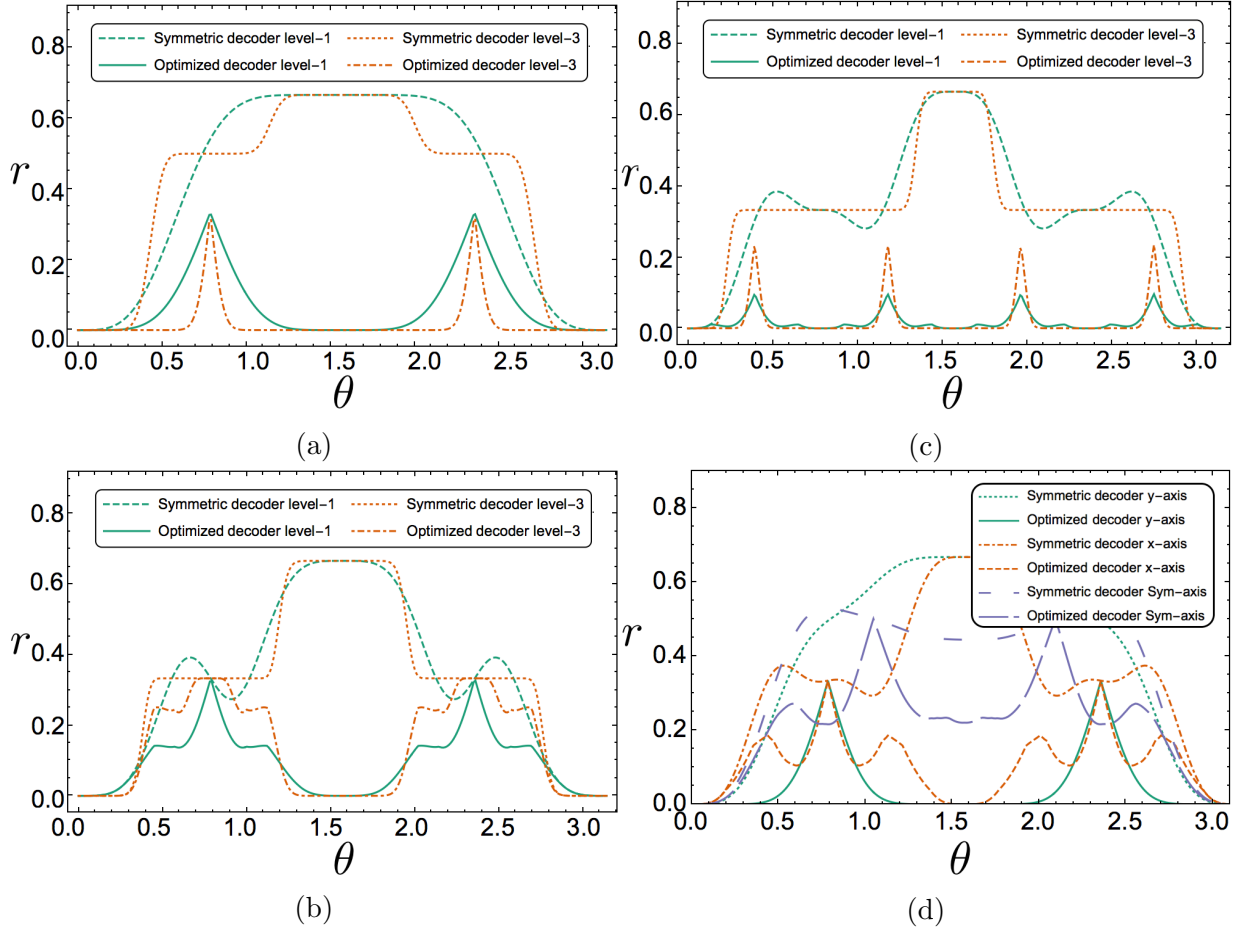 Symmetric decoder level-1 Symmetric decoder level-3
Optimized decoder level-1 Optimized decoder level-3
0.8
0.6
0.4
0.2
0.0
r
0.0 0.5 1.0 1.5 2.0 2.5 3.0
θ
(a)
Symmetric decoder level-1 Symmetric decoder level-3
Optimized decoder level-1 Optimized decoder level-3
0.8
0.6
0.4
0.2
0.0
r
0.0 0.5 1.0 1.5 2.0 2.5 3.0
θ
(c)
Symmetric decoder level-1 Symmetric decoder level-3
Optimized decoder level-1 Optimized decoder level-3
0.8
0.6
0.4
0.2
0.0
r
0.0 0.5 1.0 1.5 2.0 2.5 3.0
θ
(b)
Symmetric decoder y-axis
Optimized decoder y-axis
Symmetric decoder x-axis
Optimized decoder x-axis
Symmetric decoder Sym-axis
Optimized decoder Sym-axis
0.8
0.6
0.4
0.2
0.0
r
0.0 0.5 1.0 1.5 2.0 2.5 3.0
θ
(d)